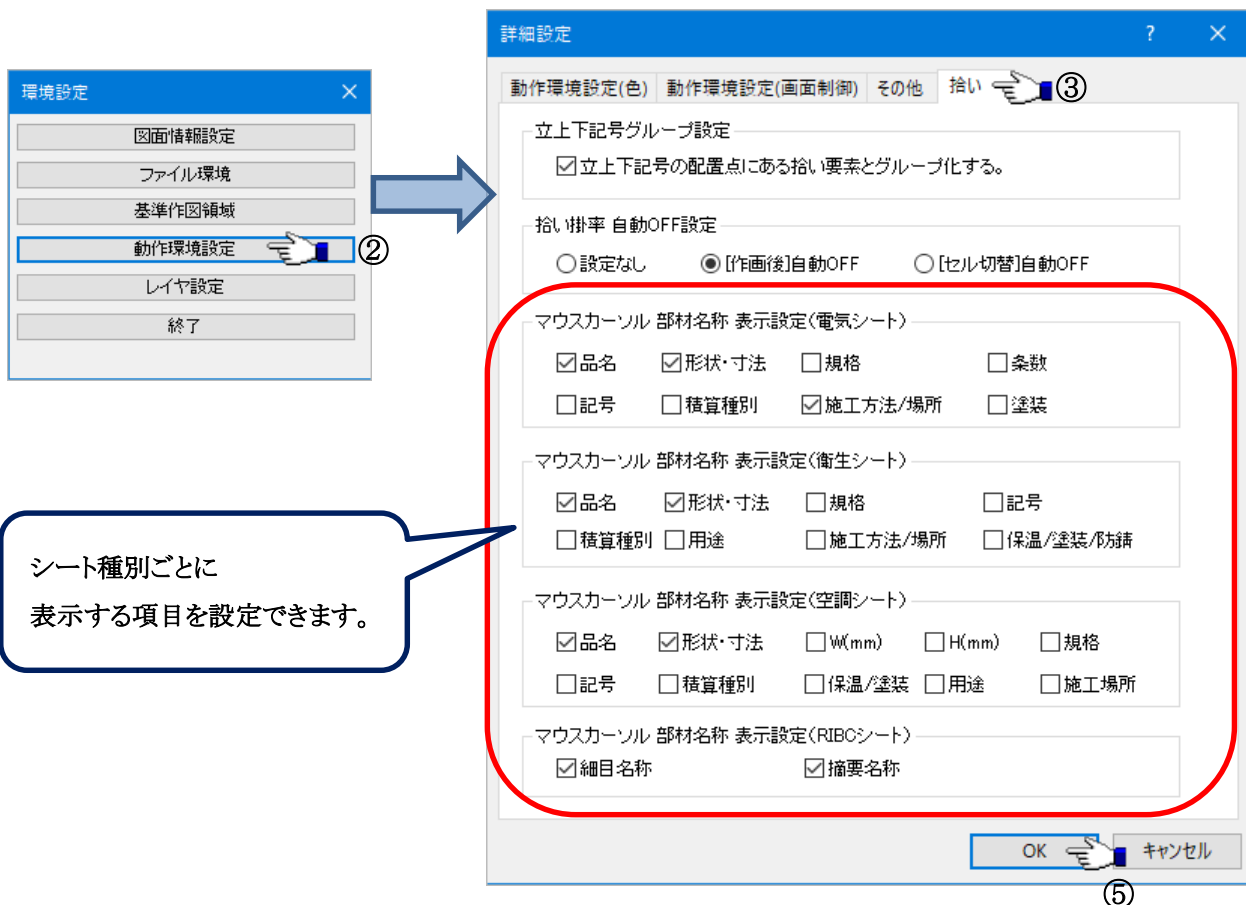 環境設定
図面情報設定
ファイル環境
基準作図領域
動作環境設定
②
レイヤ設定
終了
詳細設定
動作環境設定(色) 動作環境設定(画面制御) その他 拾い
③
立上下記号グループ設定
立上下記号の配置点にある拾い要素とグループ化する。
拾い掛率 自動OFF設定
設定なし [作画後]自動OFF [セル切替]自動OFF
マウスカーソル 部材名称 表示設定(電気シート)
品名 形状・寸法 規格 条数
記号 積算種別 施工方法/場所 塗装
マウスカーソル 部材名称 表示設定(衛生シート)
品名 形状・寸法 規格 記号
積算種別 用途 施工方法/場所 保温/塗装/防錆
マウスカーソル 部材名称 表示設定(空調シート)
品名 形状・寸法 W(mm) H(mm) 規格
記号 積算種別 保温/塗装 用途 施工場所
マウスカーソル 部材名称 表示設定(RIBCシート)
細目名称 摘要名称
OK キャンセル
⑤
シート種別ごとに
表示する項目を設定できます。